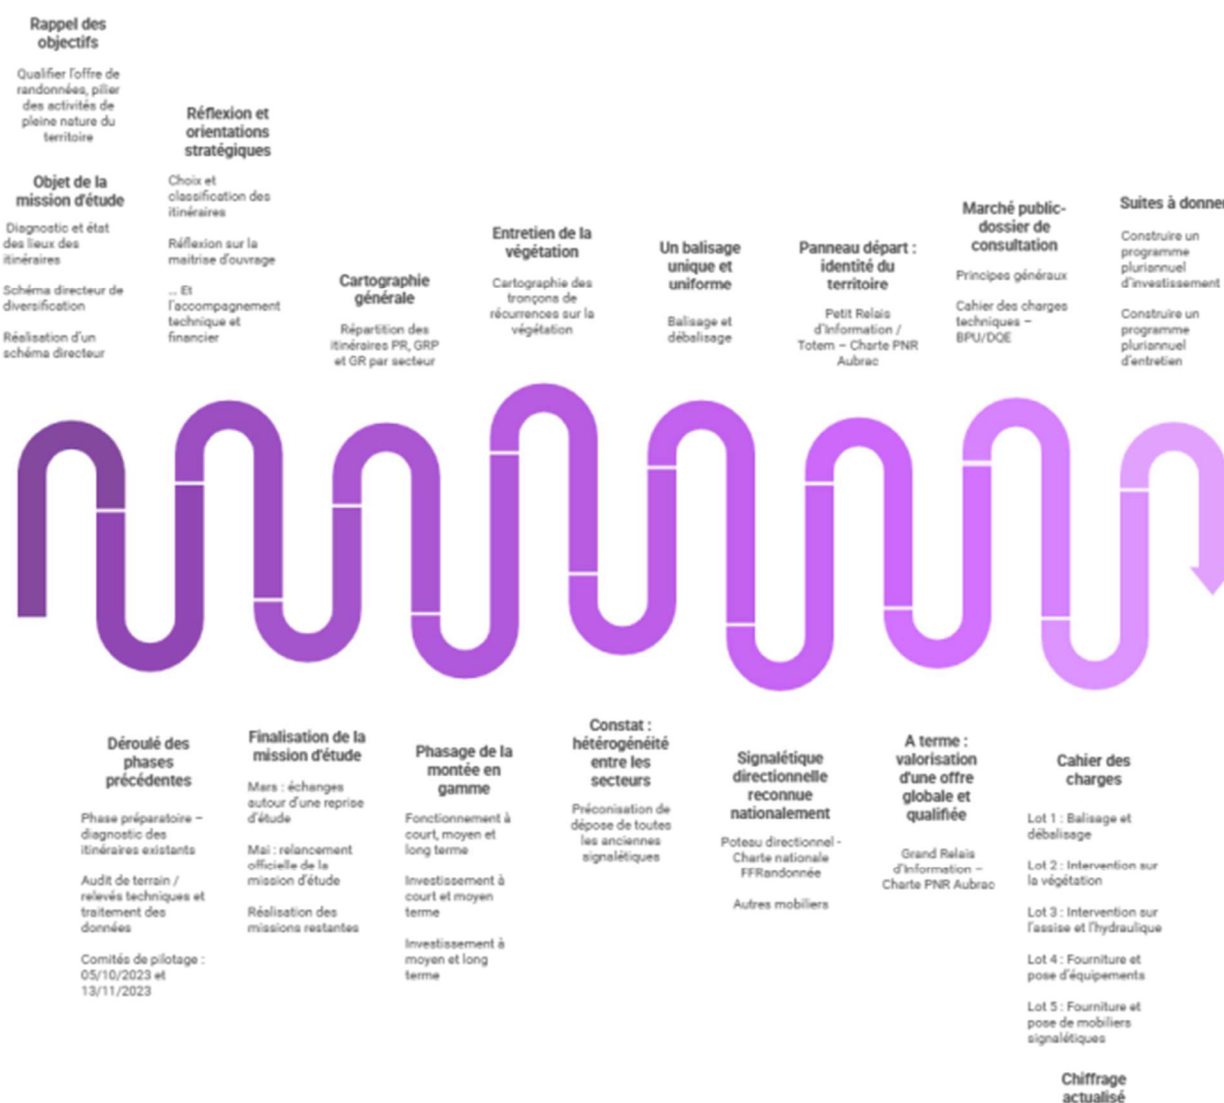 Rappel des
objectifs
Qualifier l'offre de
randonnées, pilier
des activités de
pleine nature du
territoire
Objet de la
mission d'étude
Diagnostic et état
des lieux des
itinéraires
Schéma directeur de
diversification
Réalisation d'un
schéma directeur
Déroulé des
phases
précédentes
Phase préparatoire –
diagnostic des
itinéraires existants
Audit de terrain /
relevés techniques et
traitement des
données
Comités de pilotage :
05/10/2023 et
13/11/2023
Réflexion et
orientations
stratégiques
Choix et
classification des
itinéraires
Réflexion sur la
maitrise d'ouvrage
... Et
l'accompagnement
technique et
financier
Finalisation de la
mission d'étude
Mars : échanges
autour d'une reprise
d'étude
Mai : relancement
officielle de la
mission d'étude
Réalisation des
missions restantes
Cartographie
générale
Répartition des
itinéraires PR, GRP
et GR par secteur
Phasage de la
montée en
gamme
Fonctionnement à
court, moyen et
long terme
Investissement à
court et moyen
terme
Investissement à
moyen et long
terme
Entretien de la
végétation
Cartographie des
tronçons de
récurrences sur la
végétation
Constat :
hétérogénéité
entre les
secteurs
Préconisation de
dépose de toutes
les anciennes
signalétiques
Un balisage
unique et
uniforme
Balisage et
débalisage
Signalétique
directionnelle
reconnue
nationalement
Poteau directionnel -
Charte nationale
FFRandonnée
Autres mobiliers
Panneau départ :
identité du
territoire
Petit Relais
d'Information /
Totem – Charte PNR
Aubrac
A terme :
valorisation
d'une offre
globale et
qualifiée
Grand Relais
d'Information –
Charte PNR Aubrac
Marché public-
dossier de
consultation
Principes généraux
Cahier des charges
techniques –
BPU/DQE
Cahier des
charges
Lot 1 : Balisage et
débalisage
Lot 2 : Intervention sur
la végétation
Lot 3 : Intervention sur
l'assise et l'hydraulique
Lot 4 : Fourniture et
pose d'équipements
Lot 5 : Fourniture et
pose de mobiliers
signalétiques
Chiffrage
actualisé
Suites à donner
Construire un
programme
pluriannuel
d'investissement
Construire un
programme
pluriannuel
d'entretien